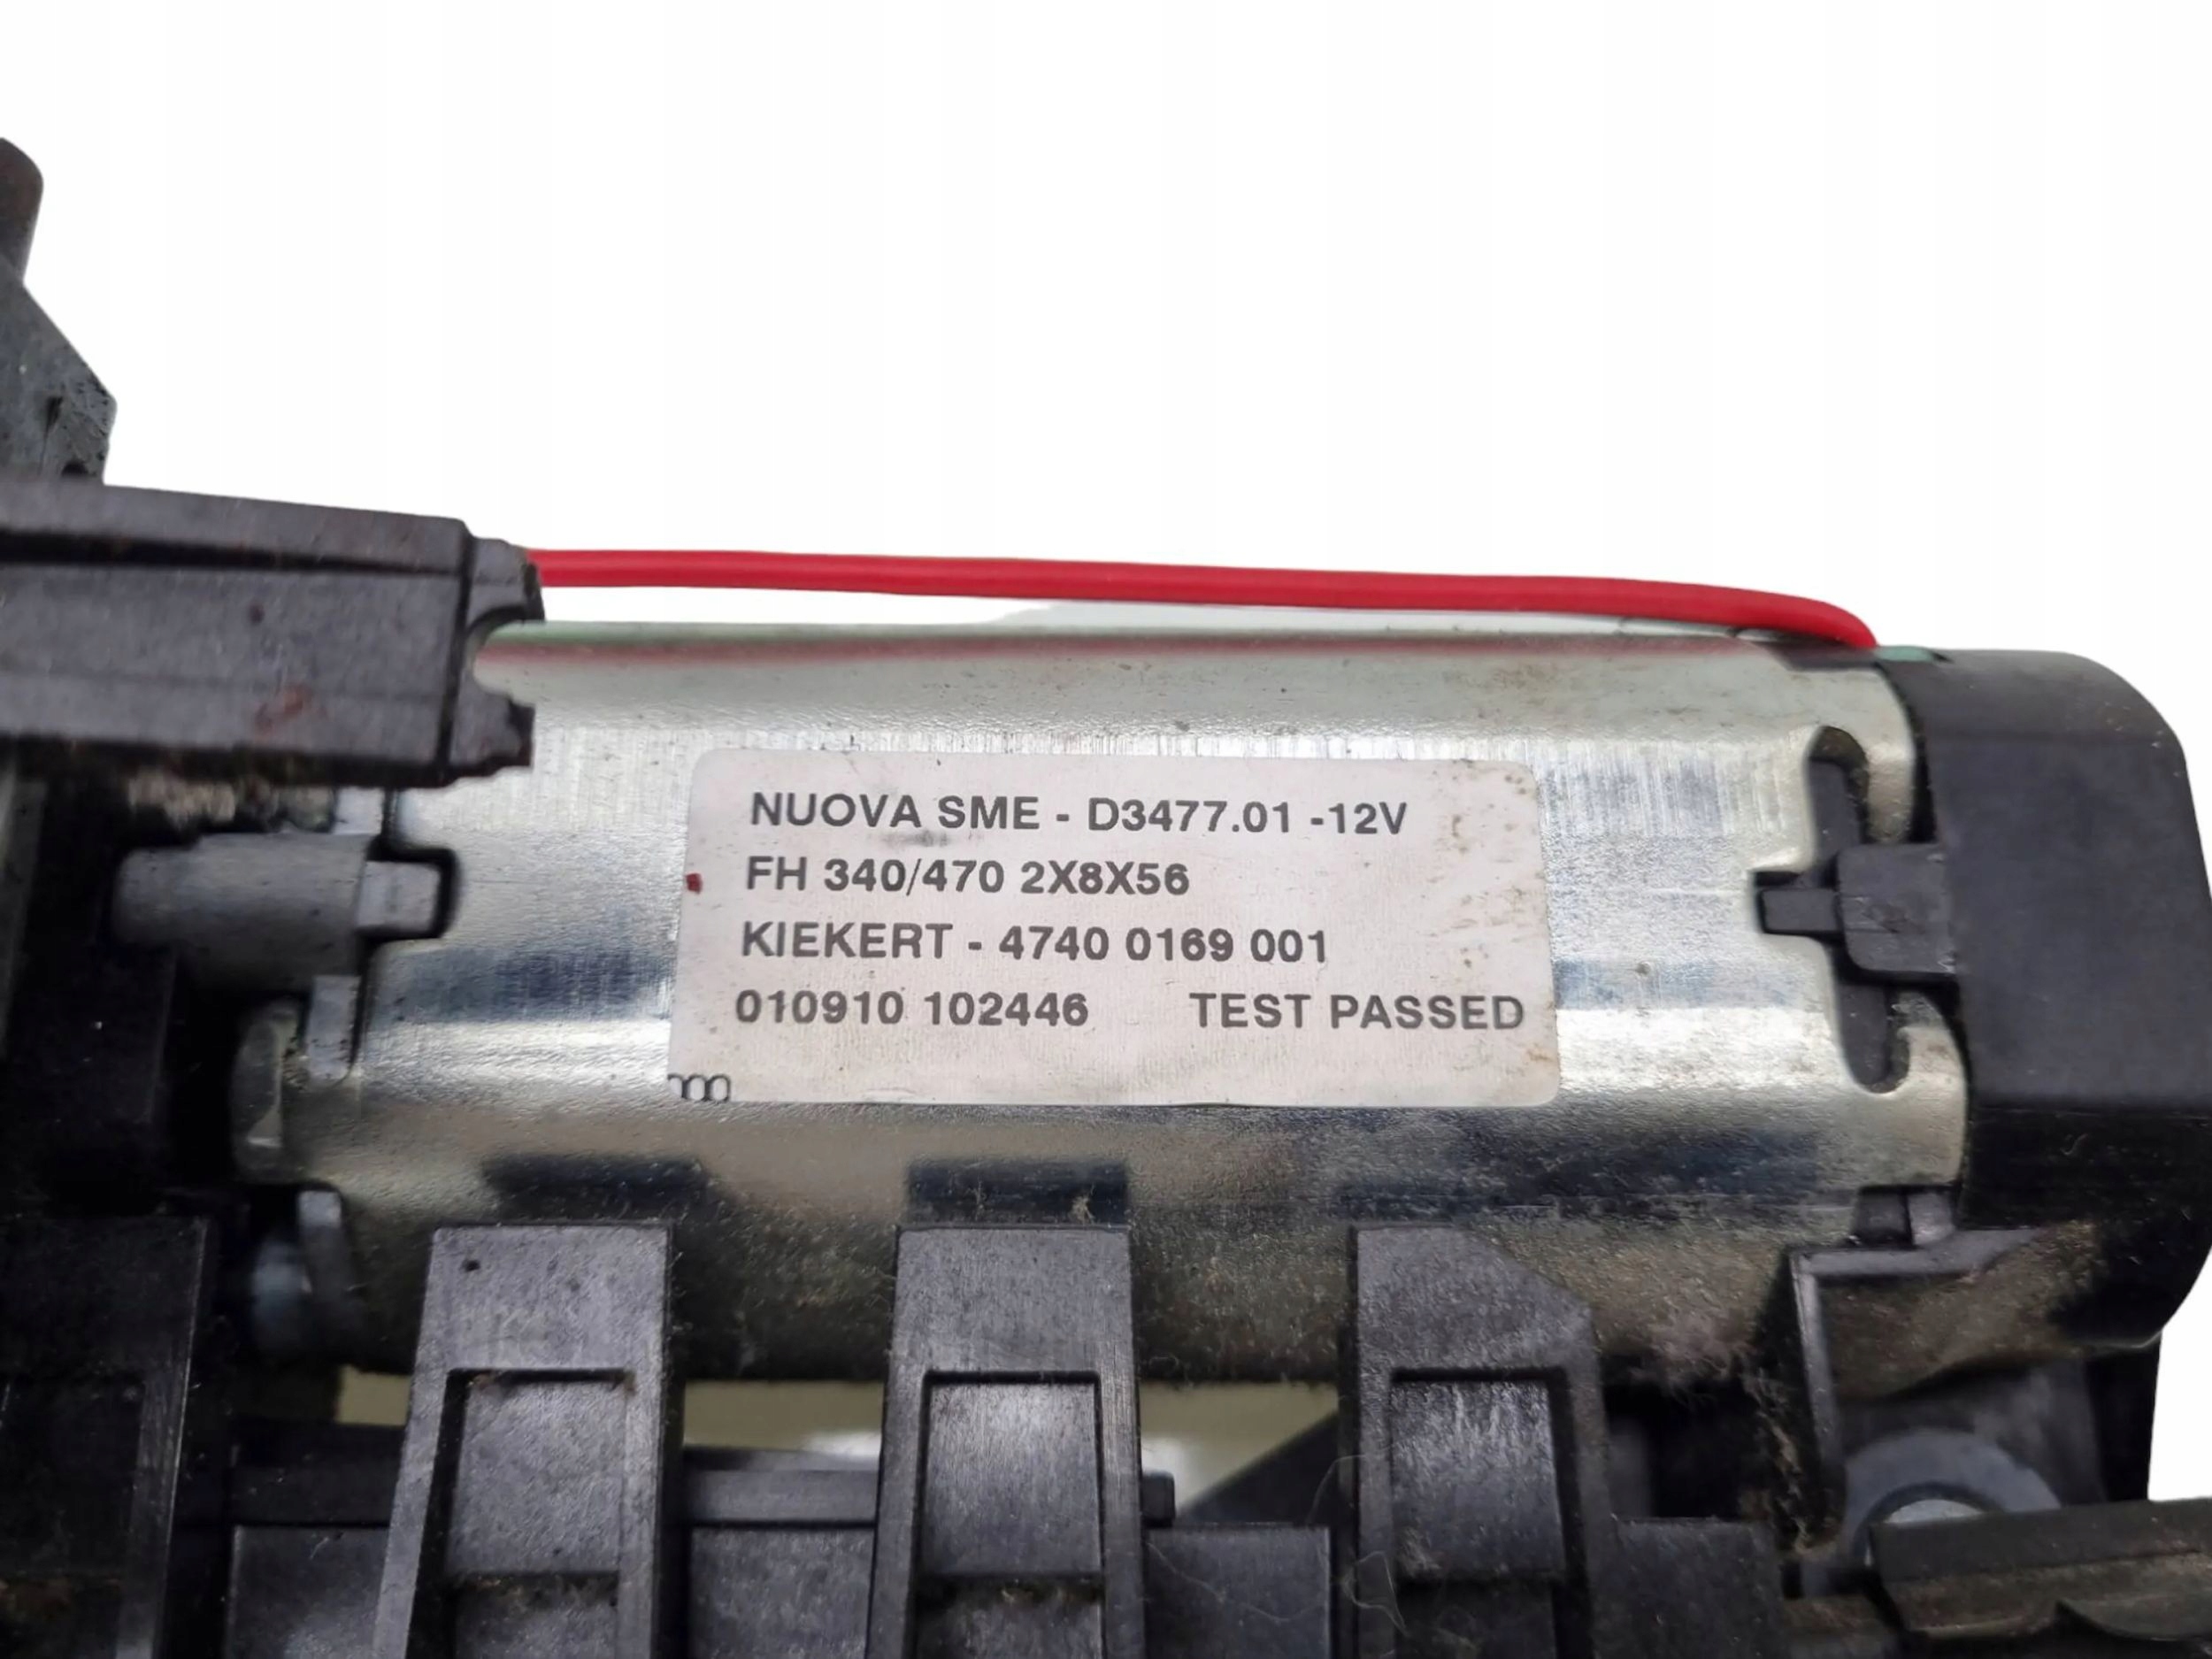 NUOVA SME - D3477.01 -12V
FH 340/470 2X8X56
KIEKERT - 4740 0169 001
010910 102446 TEST PASSED